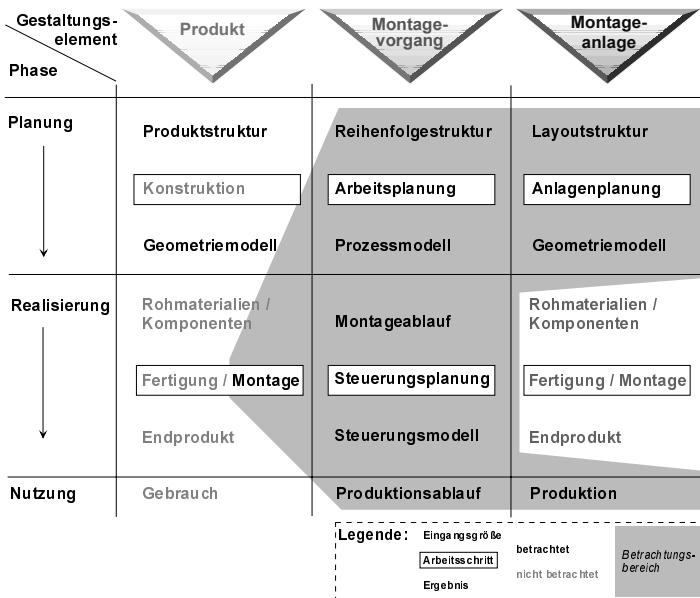 Gestaltungs-
element
Phase
Produkt
Montage-
vorgang
Montage-
anlage
Planung
Produktstruktur
Reihenfolgestruktur
Layoutstruktur
Konstruktion
Arbeitsplanung
Anlagenplanung
Geometriemodell
Prozessmodell
Geometriemodell
Realisierung
Rohmaterialien /
Komponenten
Montageablauf
Rohmaterialien /
Komponenten
Fertigung / Montage
Steuerungsplanung
Fertigung / Montage
Endprodukt
Steuerungsmodell
Endprodukt
Nutzung
Gebrauch
Produktionsablauf
Produktion
Legende:
Eingangsgröße
Arbeitsschritt
Ergebnis
betrachtet
nicht betrachtet
Betrachtungs-
bereich